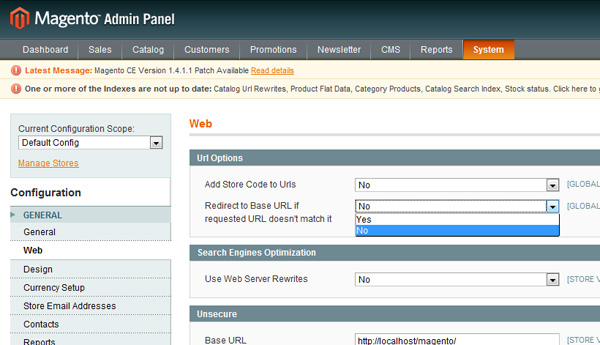 Magento™ Admin Panel
Dashboard Sales Catalog Customers Promotions Newsletter CMS Reports System
Latest Message: Magento CE Version 1.4.1.1 Patch Available Read details
One or more of the Indexes are not up to date: Catalog Url Rewrites, Product Flat Data, Category Products, Catalog Search Index, Stock status. Click here to
Current Configuration Scope:
Default Config
Manage Stores
Configuration
GENERAL
General
Web
Design
Currency Setup
Store Email Addresses
Contacts
Reports
Web
Url Options
Add Store Code to Urls No [GLOBAL
Redirect to Base URL if
requested URL doesn't match it
No [GLOBAL
Yes
No
Search Engines Optimization
Use Web Server Rewrites No [STORE V
Unsecure
Base URL http://localhost/magento/ [STORE V